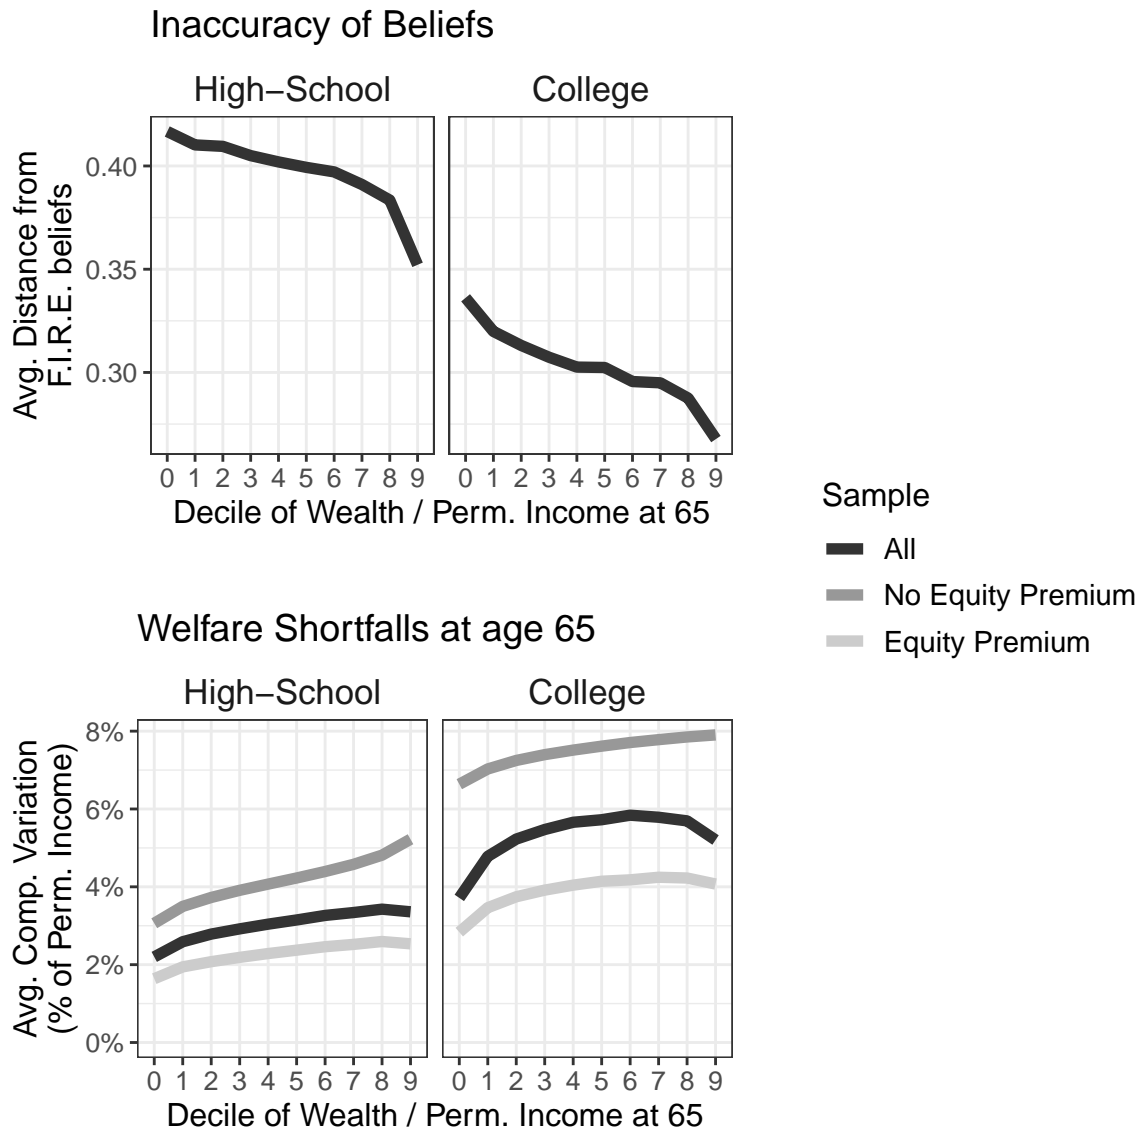 Inaccuracy of Beliefs
High−School
College
Avg. Distance from
F.I.R.E. beliefs
0.40
0.35
0.30
0 1 2 3 4 5 6 7 8 9
0 1 2 3 4 5 6 7 8 9
Decile of Wealth / Perm. Income at 65
Sample
All
No Equity Premium
Equity Premium
Welfare Shortfalls at age 65
High−School
College
Avg. Comp. Variation
(% of Perm. Income)
8%
6%
4%
2%
0%
0 1 2 3 4 5 6 7 8 9
0 1 2 3 4 5 6 7 8 9
Decile of Wealth / Perm. Income at 65